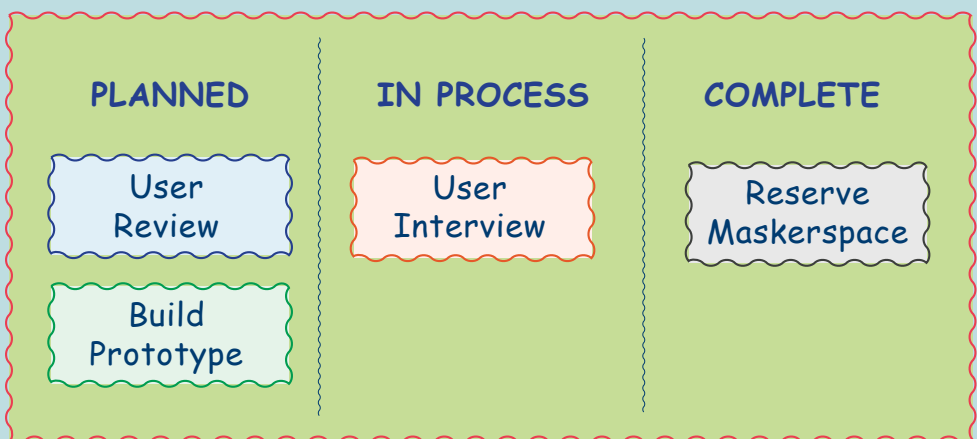 PLANNED
User
Review
Build
Prototype
IN PROCESS
User
Interview
COMPLETE
Reserve
Maskerspace